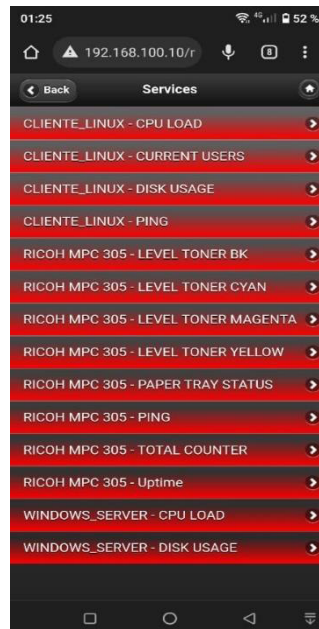 01:25 4G 52 %
192.168.100.10/r 8
Back Services
CLIENTE_LINUX - CPU LOAD
CLIENTE_LINUX - CURRENT USERS
CLIENTE_LINUX - DISK USAGE
CLIENTE_LINUX - PING
RICOH MPC 305 - LEVEL TONER BK
RICOH MPC 305 - LEVEL TONER CYAN
RICOH MPC 305 - LEVEL TONER MAGENTA
RICOH MPC 305 - LEVEL TONER YELLOW
RICOH MPC 305 - PAPER TRAY STATUS
RICOH MPC 305 - PING
RICOH MPC 305 - TOTAL COUNTER
RICOH MPC 305 - Uptime
WINDOWS_SERVER - CPU LOAD
WINDOWS_SERVER - DISK USAGE